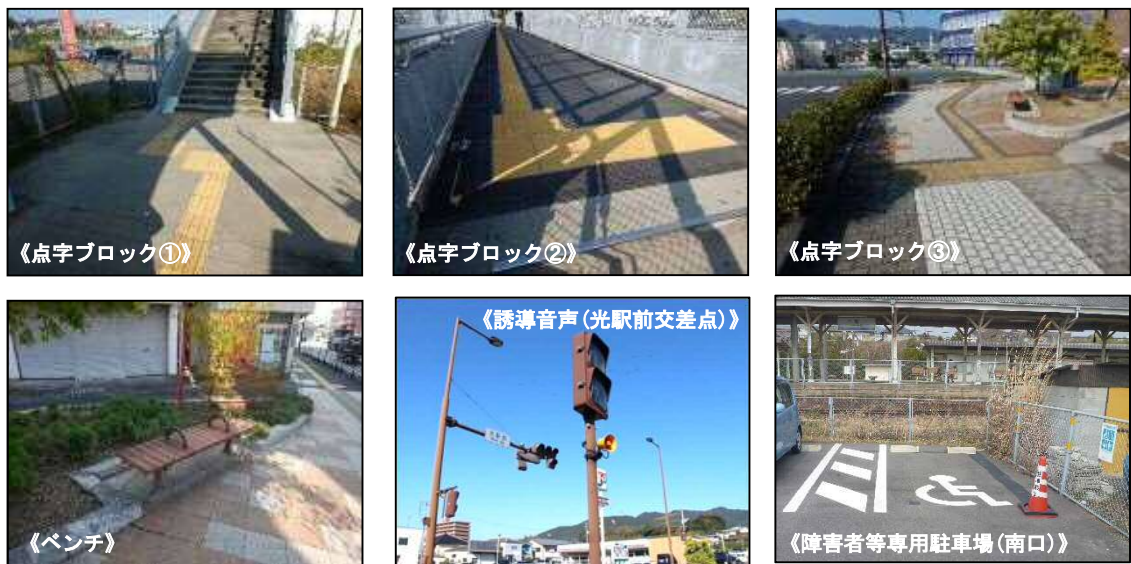 《点字ブロック①》
《点字ブロック②》
《点字ブロック③》
《ベンチ》
《誘導音声(光駅前交差点)》
《障害者等専用駐車場(南口)》